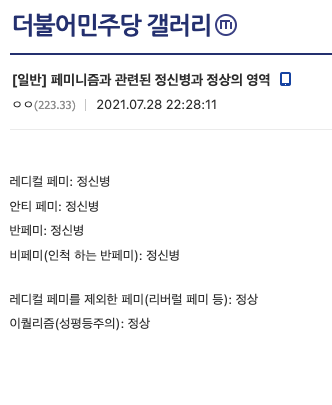 더불어민주당 갤러리ⓜ
[일반] 페미니즘과 관련된 정신병과 정상의 영역
ㅇㅇ(223.33) | 2021.07.28 22:28:11
레디컬 페미: 정신병
안티 페미: 정신병
반페미: 정신병
비페미(인척 하는 반페미): 정신병
레디컬 페미를 제외한 페미(리버럴 페미 등): 정상
이퀄리즘(성평등주의): 정상